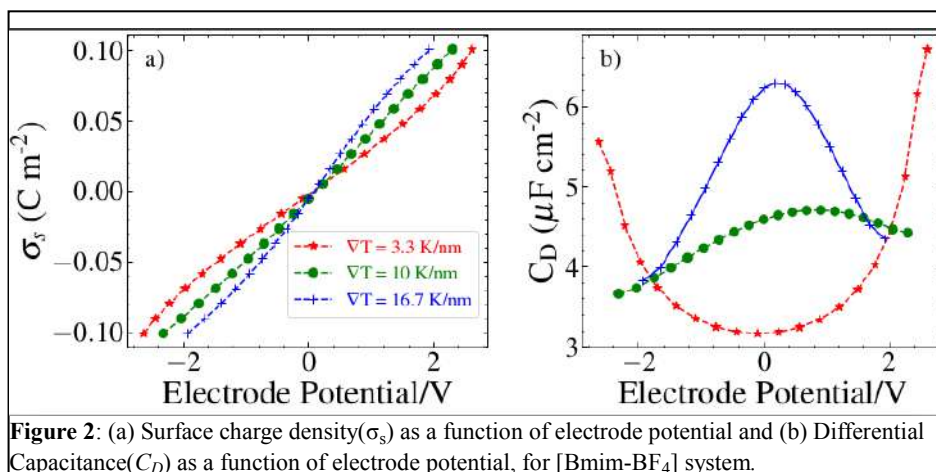 a)
0.10
0.05
0.00
−0.05
−0.10
σs (C m−2)
∇T = 3.3 K/nm
∇T = 10 K/nm
∇T = 16.7 K/nm
−2
0
2
Electrode Potential/V
b)
6
5
4
3
CD (μF cm−2)
−2
0
2
Electrode Potential/V
Figure 2: (a) Surface charge density(σs) as a function of electrode potential and (b) Differential
Capacitance(CD) as a function of electrode potential, for [Bmim-BF4] system.